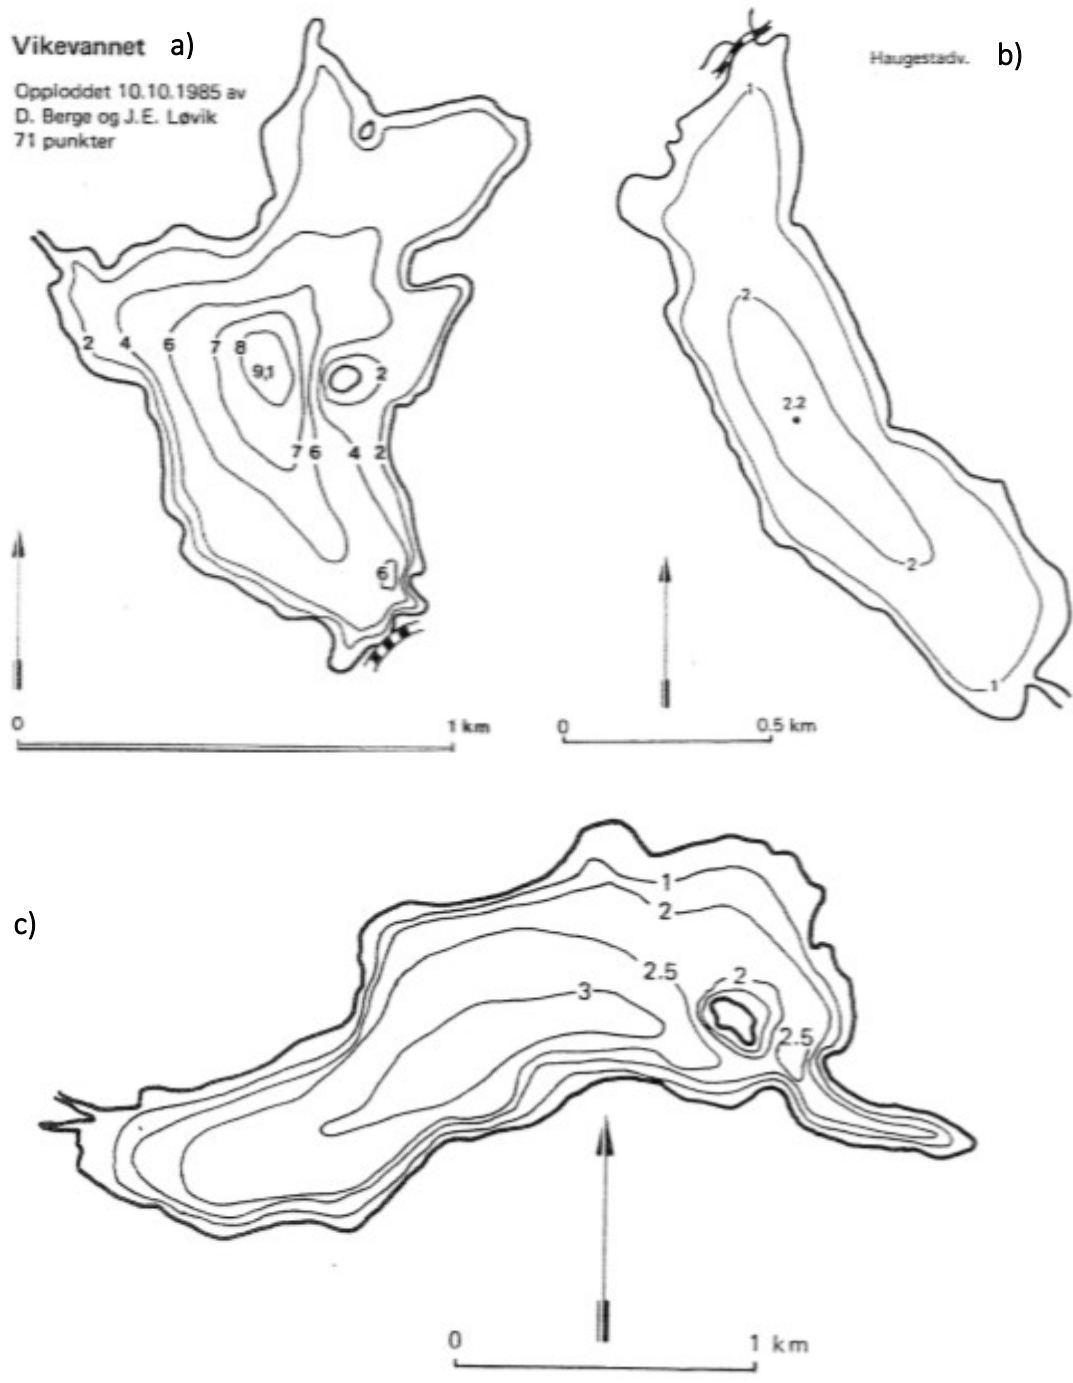 Vikevannet a)
Opploddet 10.10.1985 av
D. Berge og J.E. Løvik
71 punkter
Haugestadv. b)
2 4 6 7 8
9,1
2
7 6 4 2
6
0 1 km
1
2
2.2
2
1
0 0.5 km
c)
1
2
2.5
2
3
2.5
0 1 km